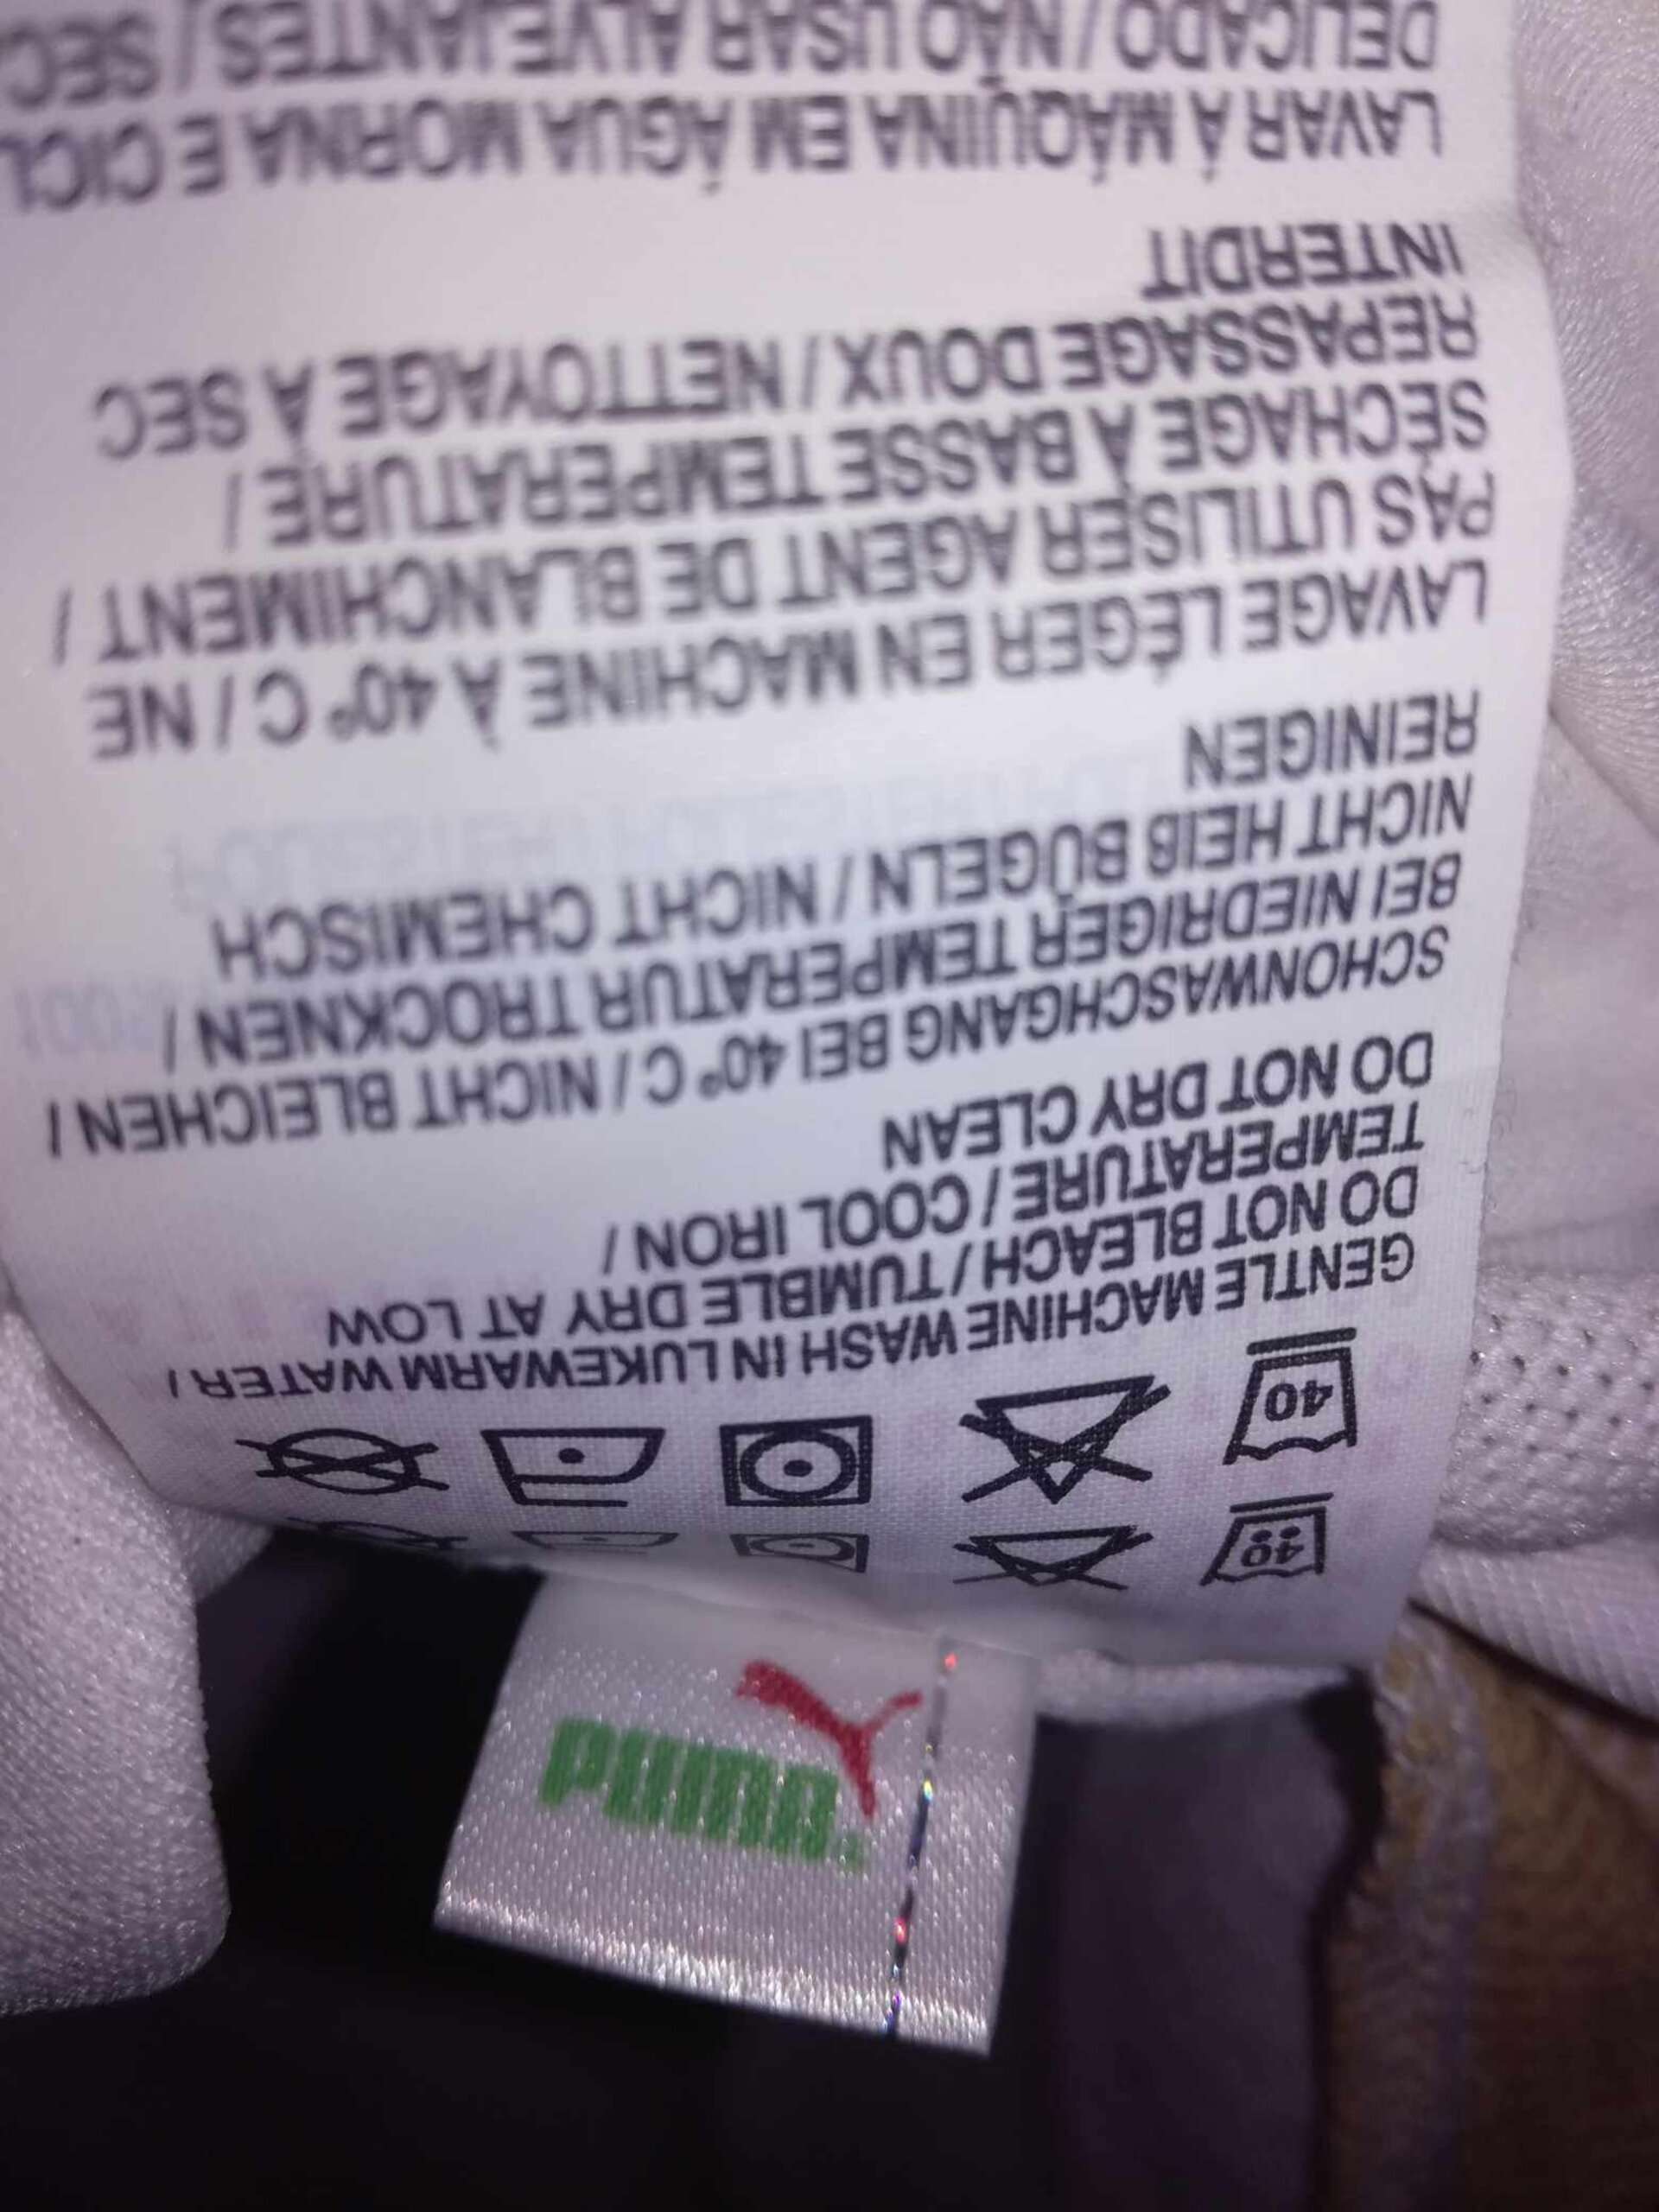 PUMA
40
40
GENTLE MACHINE WASH IN LUKEWARM WATER /
DO NOT BLEACH / TUMBLE DRY AT LOW
TEMPERATURE / COOL IRON /
DO NOT DRY CLEAN
SCHONWASCHGANG BEI 40° C / NICHT BLEICHEN /
BEI NIEDRIGER TEMPERATUR TROCKNEN /
NICHT HEIß BÜGELN / NICHT CHEMISCH
REINIGEN
LAVAGE LÉGER EN MACHINE À 40° C / NE
PAS UTILISER AGENT DE BLANCHIMENT /
SÉCHAGE À BASSE TEMPERATURE /
REPASSAGE DOUX / NETTOYAGE À SEC
INTERDIT
LAVAR À MÁQUINA EM ÁGUA MORNA E CICL
DELICADO / NÃO USAR ALVEJANTES / SEC